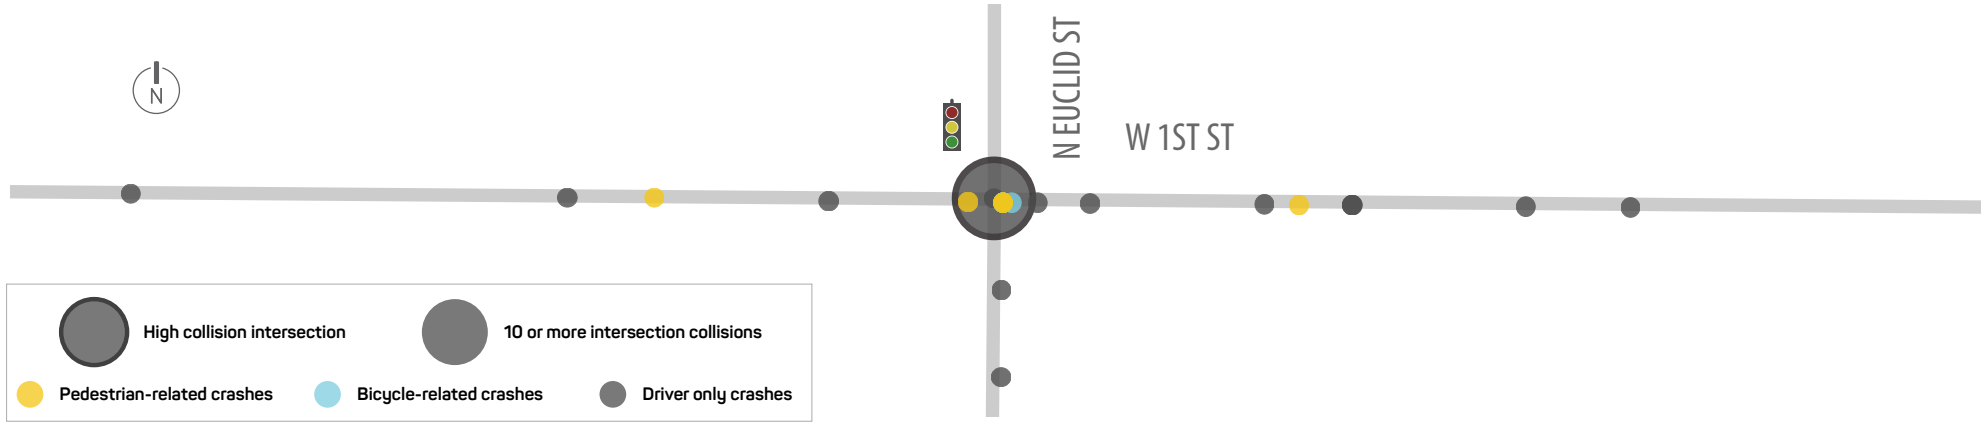 N
N EUCLID ST
W 1ST ST
High collision intersection
10 or more intersection collisions
Pedestrian-related crashes
Bicycle-related crashes
Driver only crashes